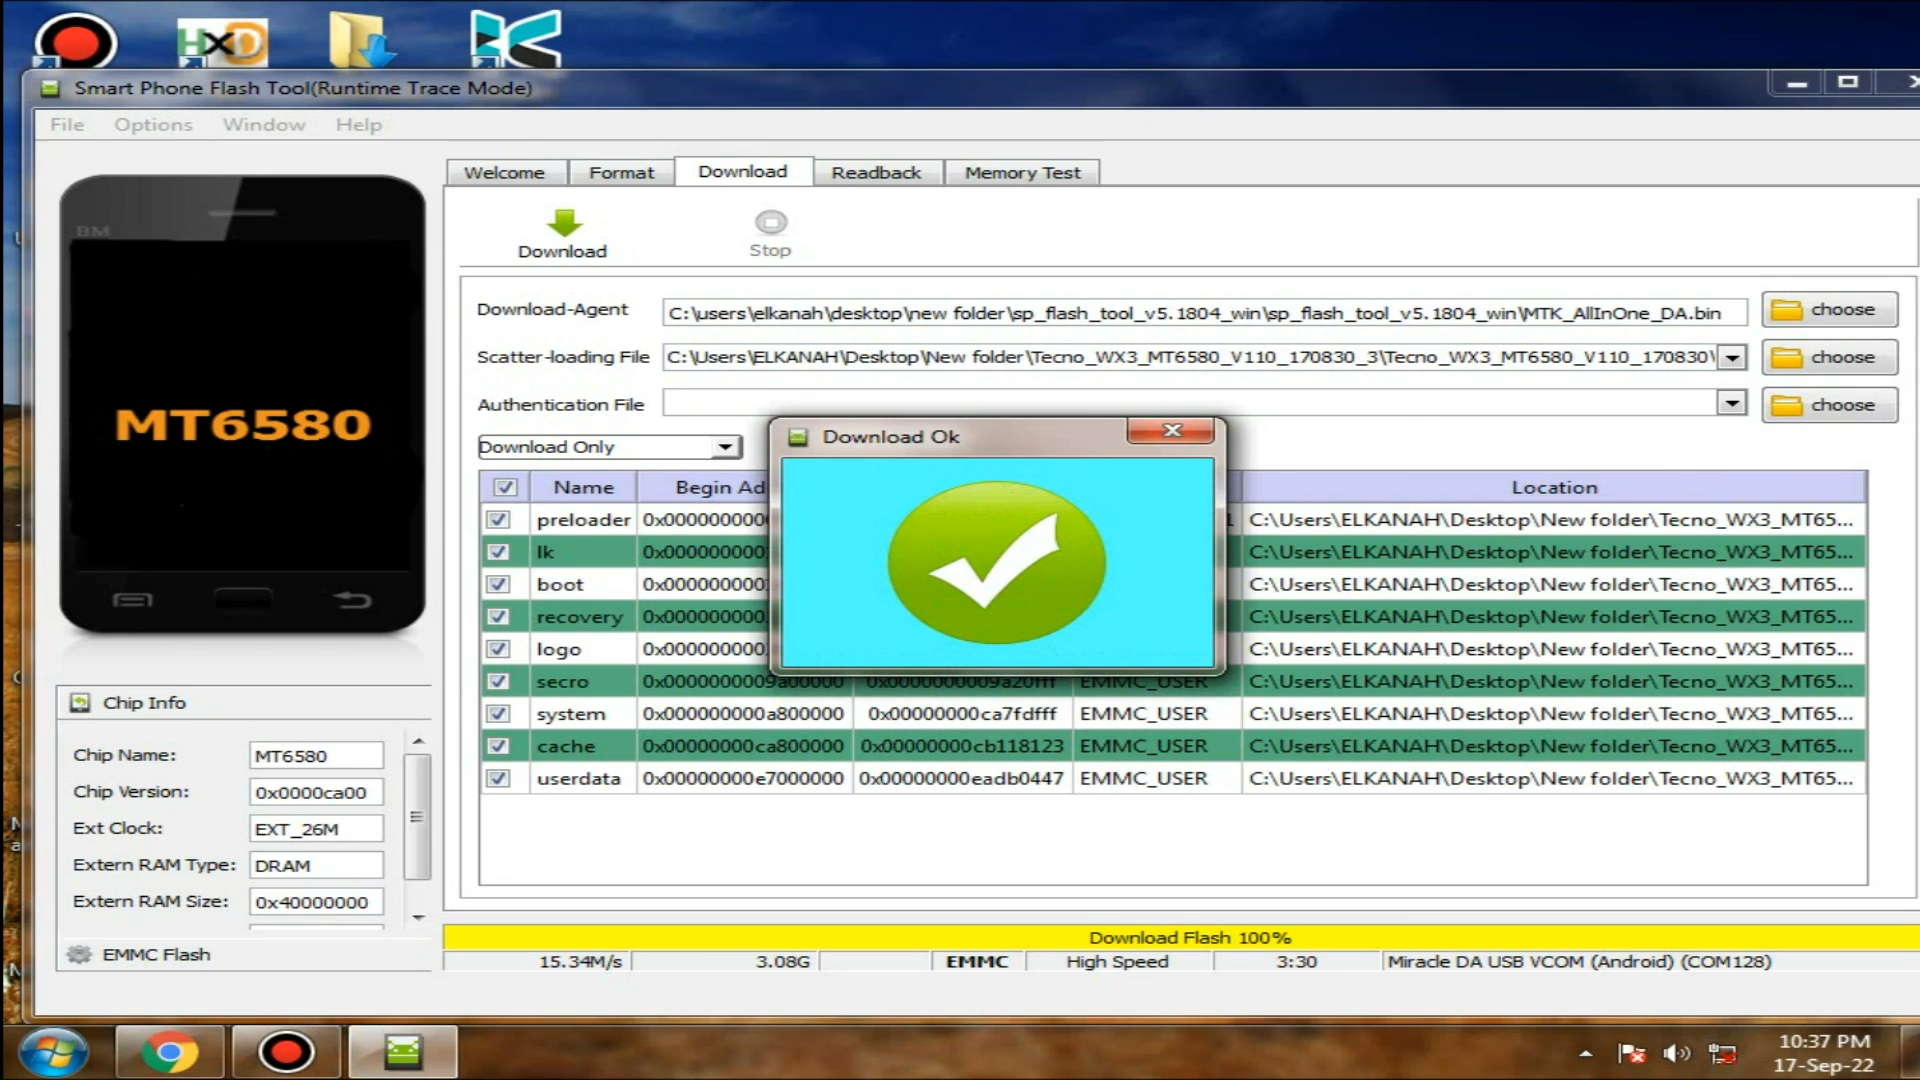 HxD
Smart Phone Flash Tool(Runtime Trace Mode)
File Options Window Help
Welcome Format Download Readback Memory Test
BM
Download Stop
Download-Agent C:\users\elkanah\desktop\new folder\sp_flash_tool_v5.1804_win\sp_flash_tool_v5.1804_win\MTK_AllInOne_DA.bin choose
Scatter-loading File C:\Users\ELKANAH\Desktop\New folder\Tecno_WX3_MT6580_V110_170830_3\Tecno_WX3_MT6580_V110_170830\ choose
Authentication File choose
MT6580
Download Only
Download Ok
Name Begin Ad Location
preloader 0x000000000 C:\Users\ELKANAH\Desktop\New folder\Tecno_WX3_MT65...
lk 0x000000000 C:\Users\ELKANAH\Desktop\New folder\Tecno_WX3_MT65...
boot 0x000000000 C:\Users\ELKANAH\Desktop\New folder\Tecno_WX3_MT65...
recovery 0x000000000 C:\Users\ELKANAH\Desktop\New folder\Tecno_WX3_MT65...
logo 0x000000000 C:\Users\ELKANAH\Desktop\New folder\Tecno_WX3_MT65...
secro 0x0000000009a00000 0x0000000009a20fff EMMC_USER C:\Users\ELKANAH\Desktop\New folder\Tecno_WX3_MT65...
system 0x000000000a800000 0x00000000ca7fdfff EMMC_USER C:\Users\ELKANAH\Desktop\New folder\Tecno_WX3_MT65...
cache 0x00000000ca800000 0x00000000cb118123 EMMC_USER C:\Users\ELKANAH\Desktop\New folder\Tecno_WX3_MT65...
userdata 0x00000000e7000000 0x00000000eadb0447 EMMC_USER C:\Users\ELKANAH\Desktop\New folder\Tecno_WX3_MT65...
Chip Info
Chip Name: MT6580
Chip Version: 0x0000ca00
Ext Clock: EXT_26M
Extern RAM Type: DRAM
Extern RAM Size: 0x40000000
EMMC Flash
Download Flash 100%
15.34M/s 3.08G EMMC High Speed 3:30 Miracle DA USB VCOM (Android) (COM128)
10:37 PM
17-Sep-22